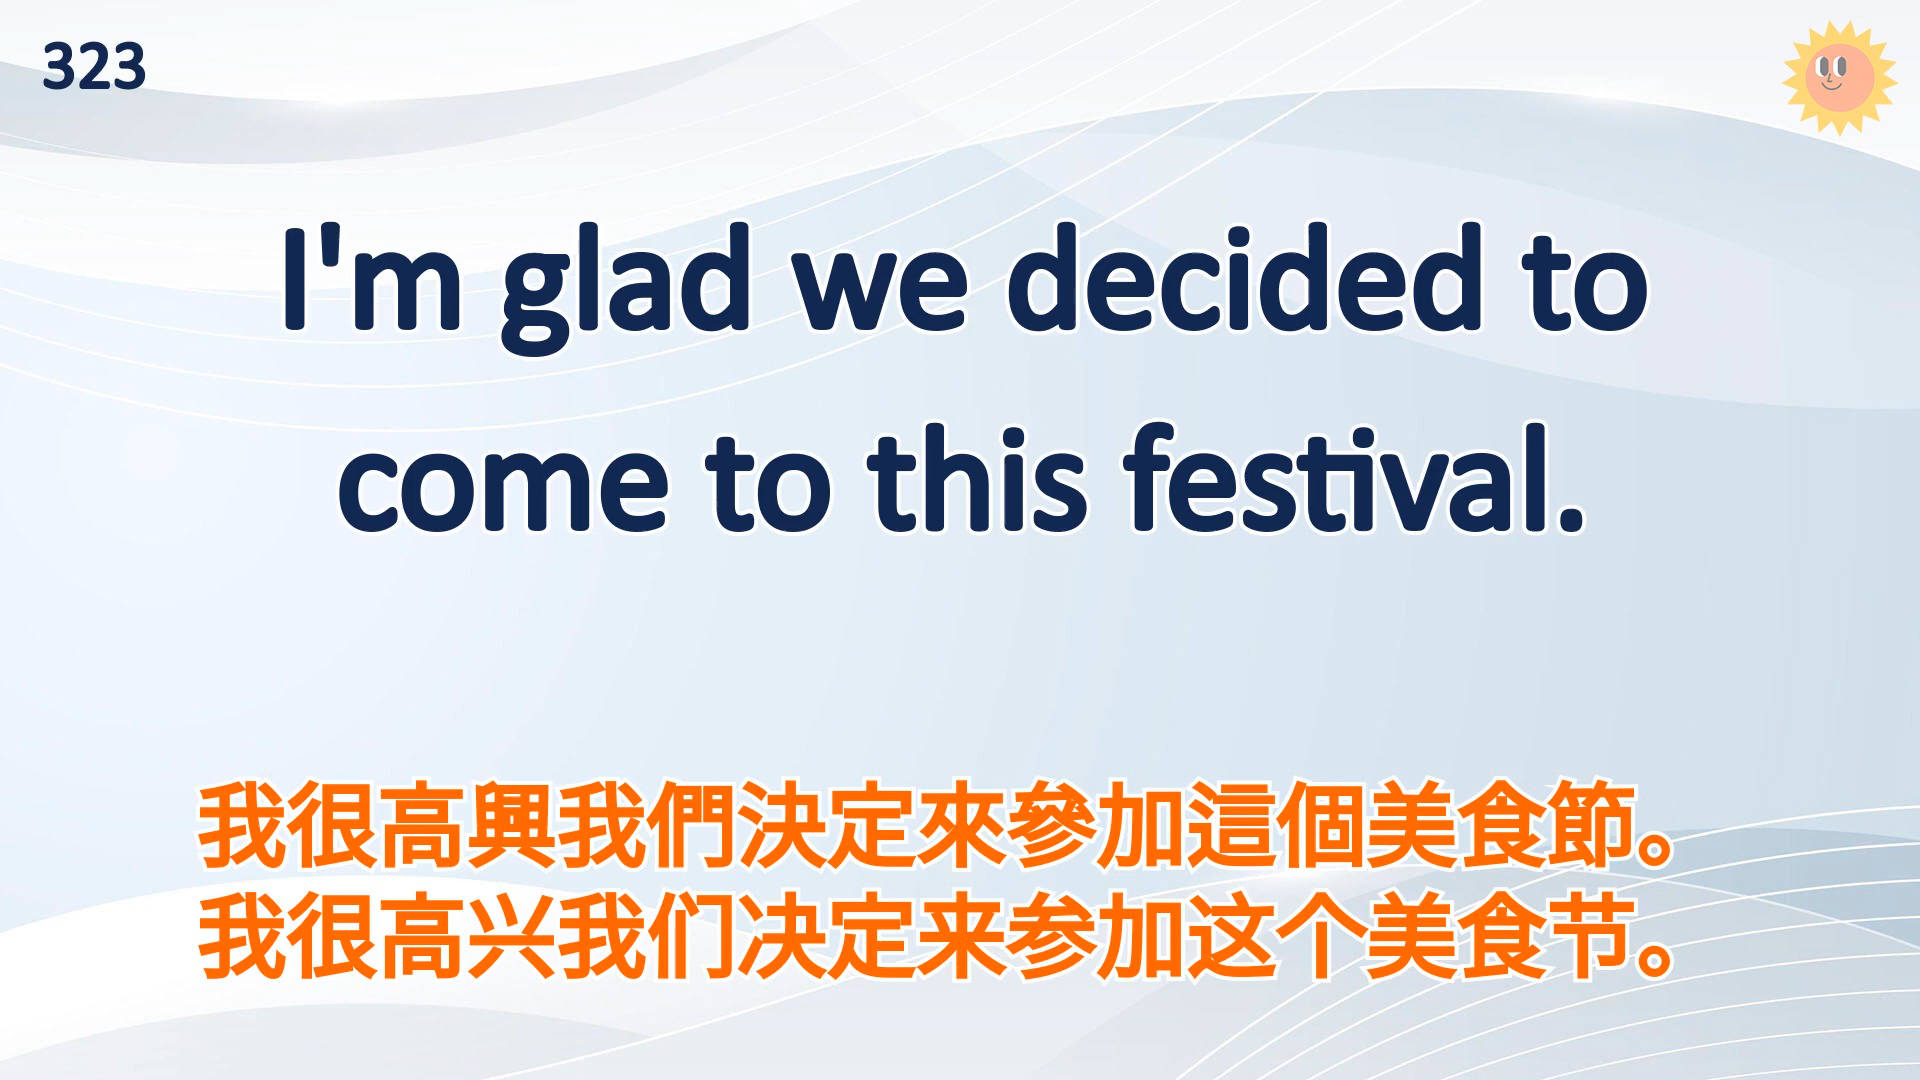 323
I'm glad we decided to
come to this festival.
我很高興我們決定來參加這個美食節。
我很高兴我们决定来参加这个美食节。